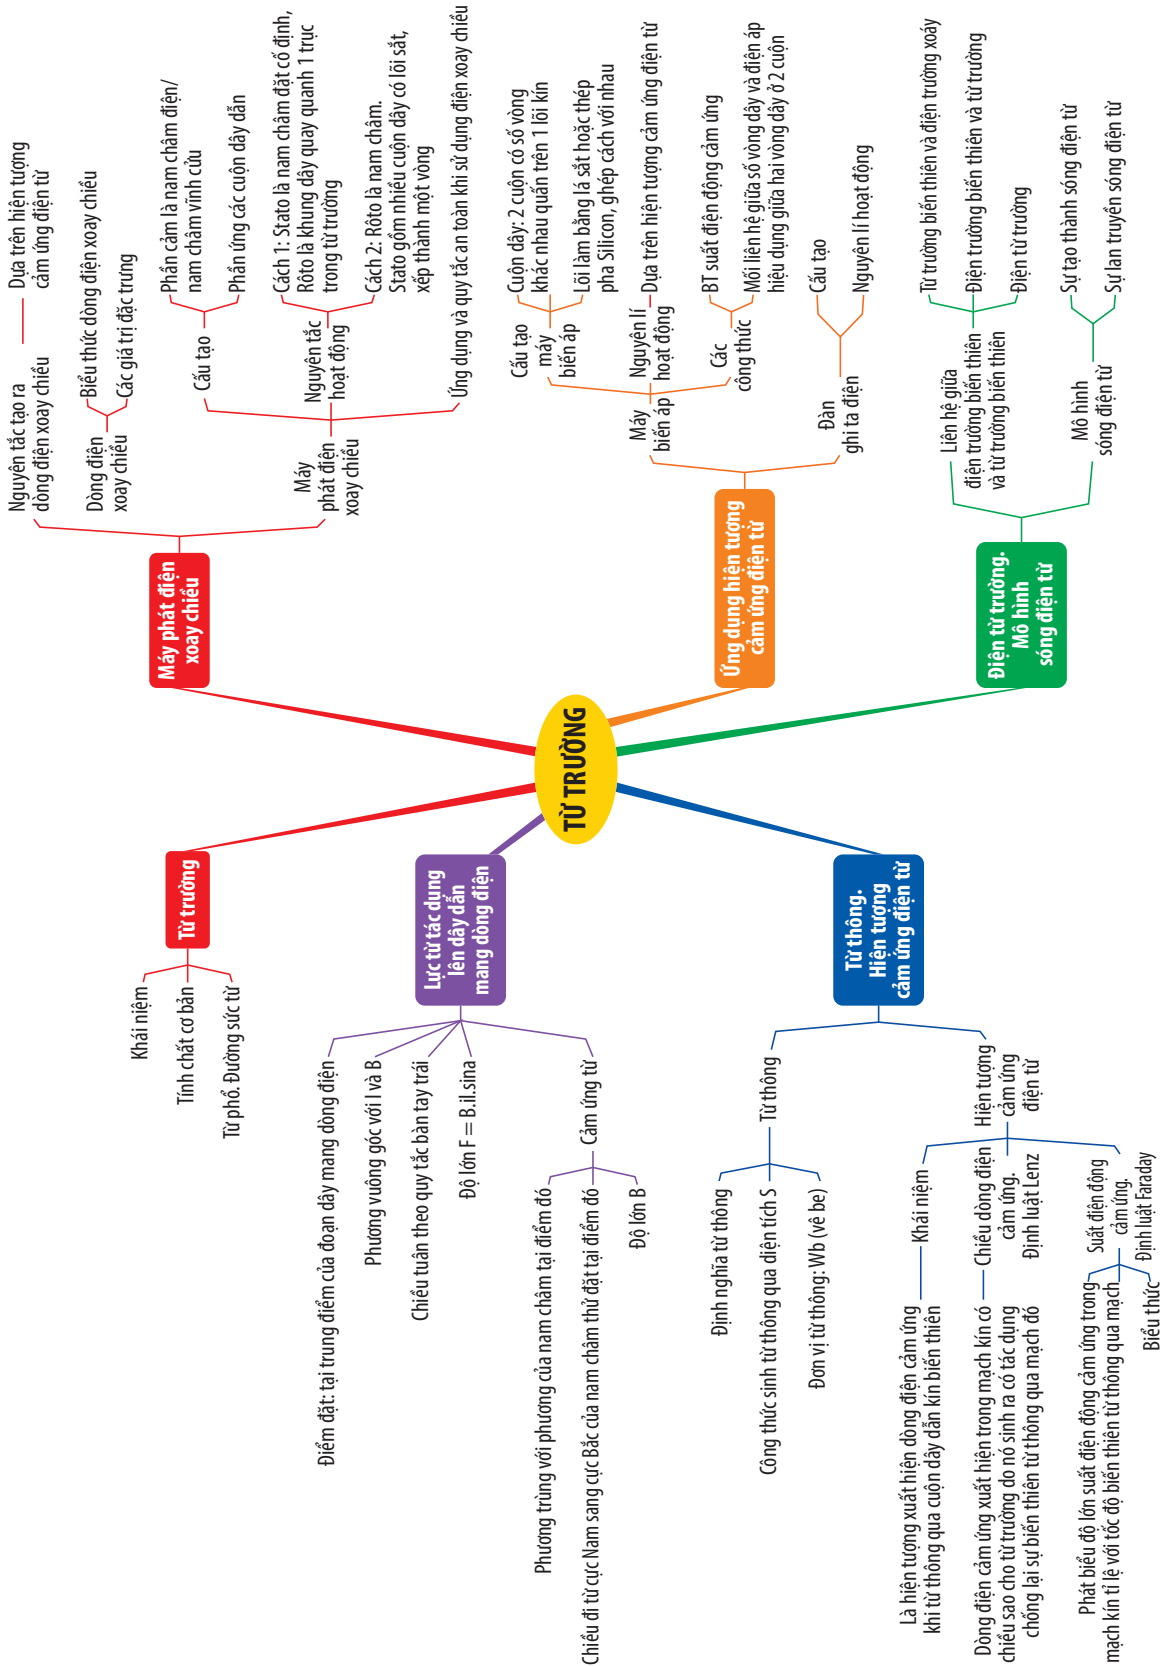 TỪ TRƯỜNG
Từ trường
Khái niệm
Tính chất cơ bản
Từ phổ. Đường sức từ
Lực từ tác dụng
lên dây dẫn
mang dòng điện
Điểm đặt: tại trung điểm của đoạn dây mang dòng điện
Phương vuông góc với I và B
Chiều tuân theo quy tắc bàn tay trái
Độ lớn F = B.il.sina
Cảm ứng từ
Phương trùng với phương của nam châm tại điểm đó
Chiều đi từ cực Nam sang cực Bắc của nam châm thử đặt tại điểm đó
Độ lớn B
Từ thông.
Hiện tượng
cảm ứng điện từ
Từ thông
Định nghĩa từ thông
Công thức sinh từ thông qua diện tích S
Đơn vị từ thông: Wb (vê be)
Hiện tượng
cảm ứng
điện từ
Khái niệm
Là hiện tượng xuất hiện dòng điện cảm ứng
khi từ thông qua cuộn dây dẫn kín biến thiên
Chiều dòng điện
cảm ứng.
Định luật Lenz
Dòng điện cảm ứng xuất hiện trong mạch kín có
chiều sao cho từ trường do nó sinh ra có tác dụng
chống lại sự biến thiên từ thông qua mạch đó
Suất điện động
cảm ứng.
Định luật Faraday
Phát biểu độ lớn suất điện động cảm ứng trong
mạch kín tỉ lệ với tốc độ biến thiên từ thông qua mạch
Biểu thức
Máy phát điện
xoay chiều
Nguyên tắc tạo ra
dòng điện xoay chiều
Dựa trên hiện tượng
cảm ứng điện từ
Dòng điện
xoay chiều
Biểu thức dòng điện xoay chiều
Các giá trị đặc trưng
Máy
phát điện
xoay chiều
Cấu tạo
Phần cảm là nam châm điện/
nam châm vĩnh cửu
Phần ứng các cuộn dây dẫn
Nguyên tắc
hoạt động
Cách 1: Stato là nam châm đặt cố định,
Rôto là khung dây quay quanh 1 trục
trong từ trường
Cách 2: Rôto là nam châm.
Stato gồm nhiều cuộn dây có lõi sắt,
xếp thành một vòng
Ứng dụng và quy tắc an toàn khi sử dụng điện xoay chiều
Ứng dụng hiện tượng
cảm ứng điện từ
Máy
biến áp
Cấu tạo
máy
biến áp
Cuộn dây: 2 cuộn có số vòng
khác nhau quấn trên 1 lõi kín
Lõi làm bằng lá sắt hoặc thép
pha Silicon, ghép cách với nhau
Nguyên lí
hoạt động
Dựa trên hiện tượng cảm ứng điện từ
Các
công thức
BT suất điện động cảm ứng
Mối liên hệ giữa số vòng dây và điện áp
hiệu dụng giữa hai vòng dây ở 2 cuộn
Đàn
ghi ta điện
Cấu tạo
Nguyên lí hoạt động
Điện từ trường.
Mô hình
sóng điện từ
Liên hệ giữa
điện trường biến thiên
và từ trường biến thiên
Từ trường biến thiên và điện trường xoáy
Điện trường biến thiên và từ trường
Điện từ trường
Mô hình
sóng điện từ
Sự tạo thành sóng điện từ
Sự lan truyền sóng điện từ